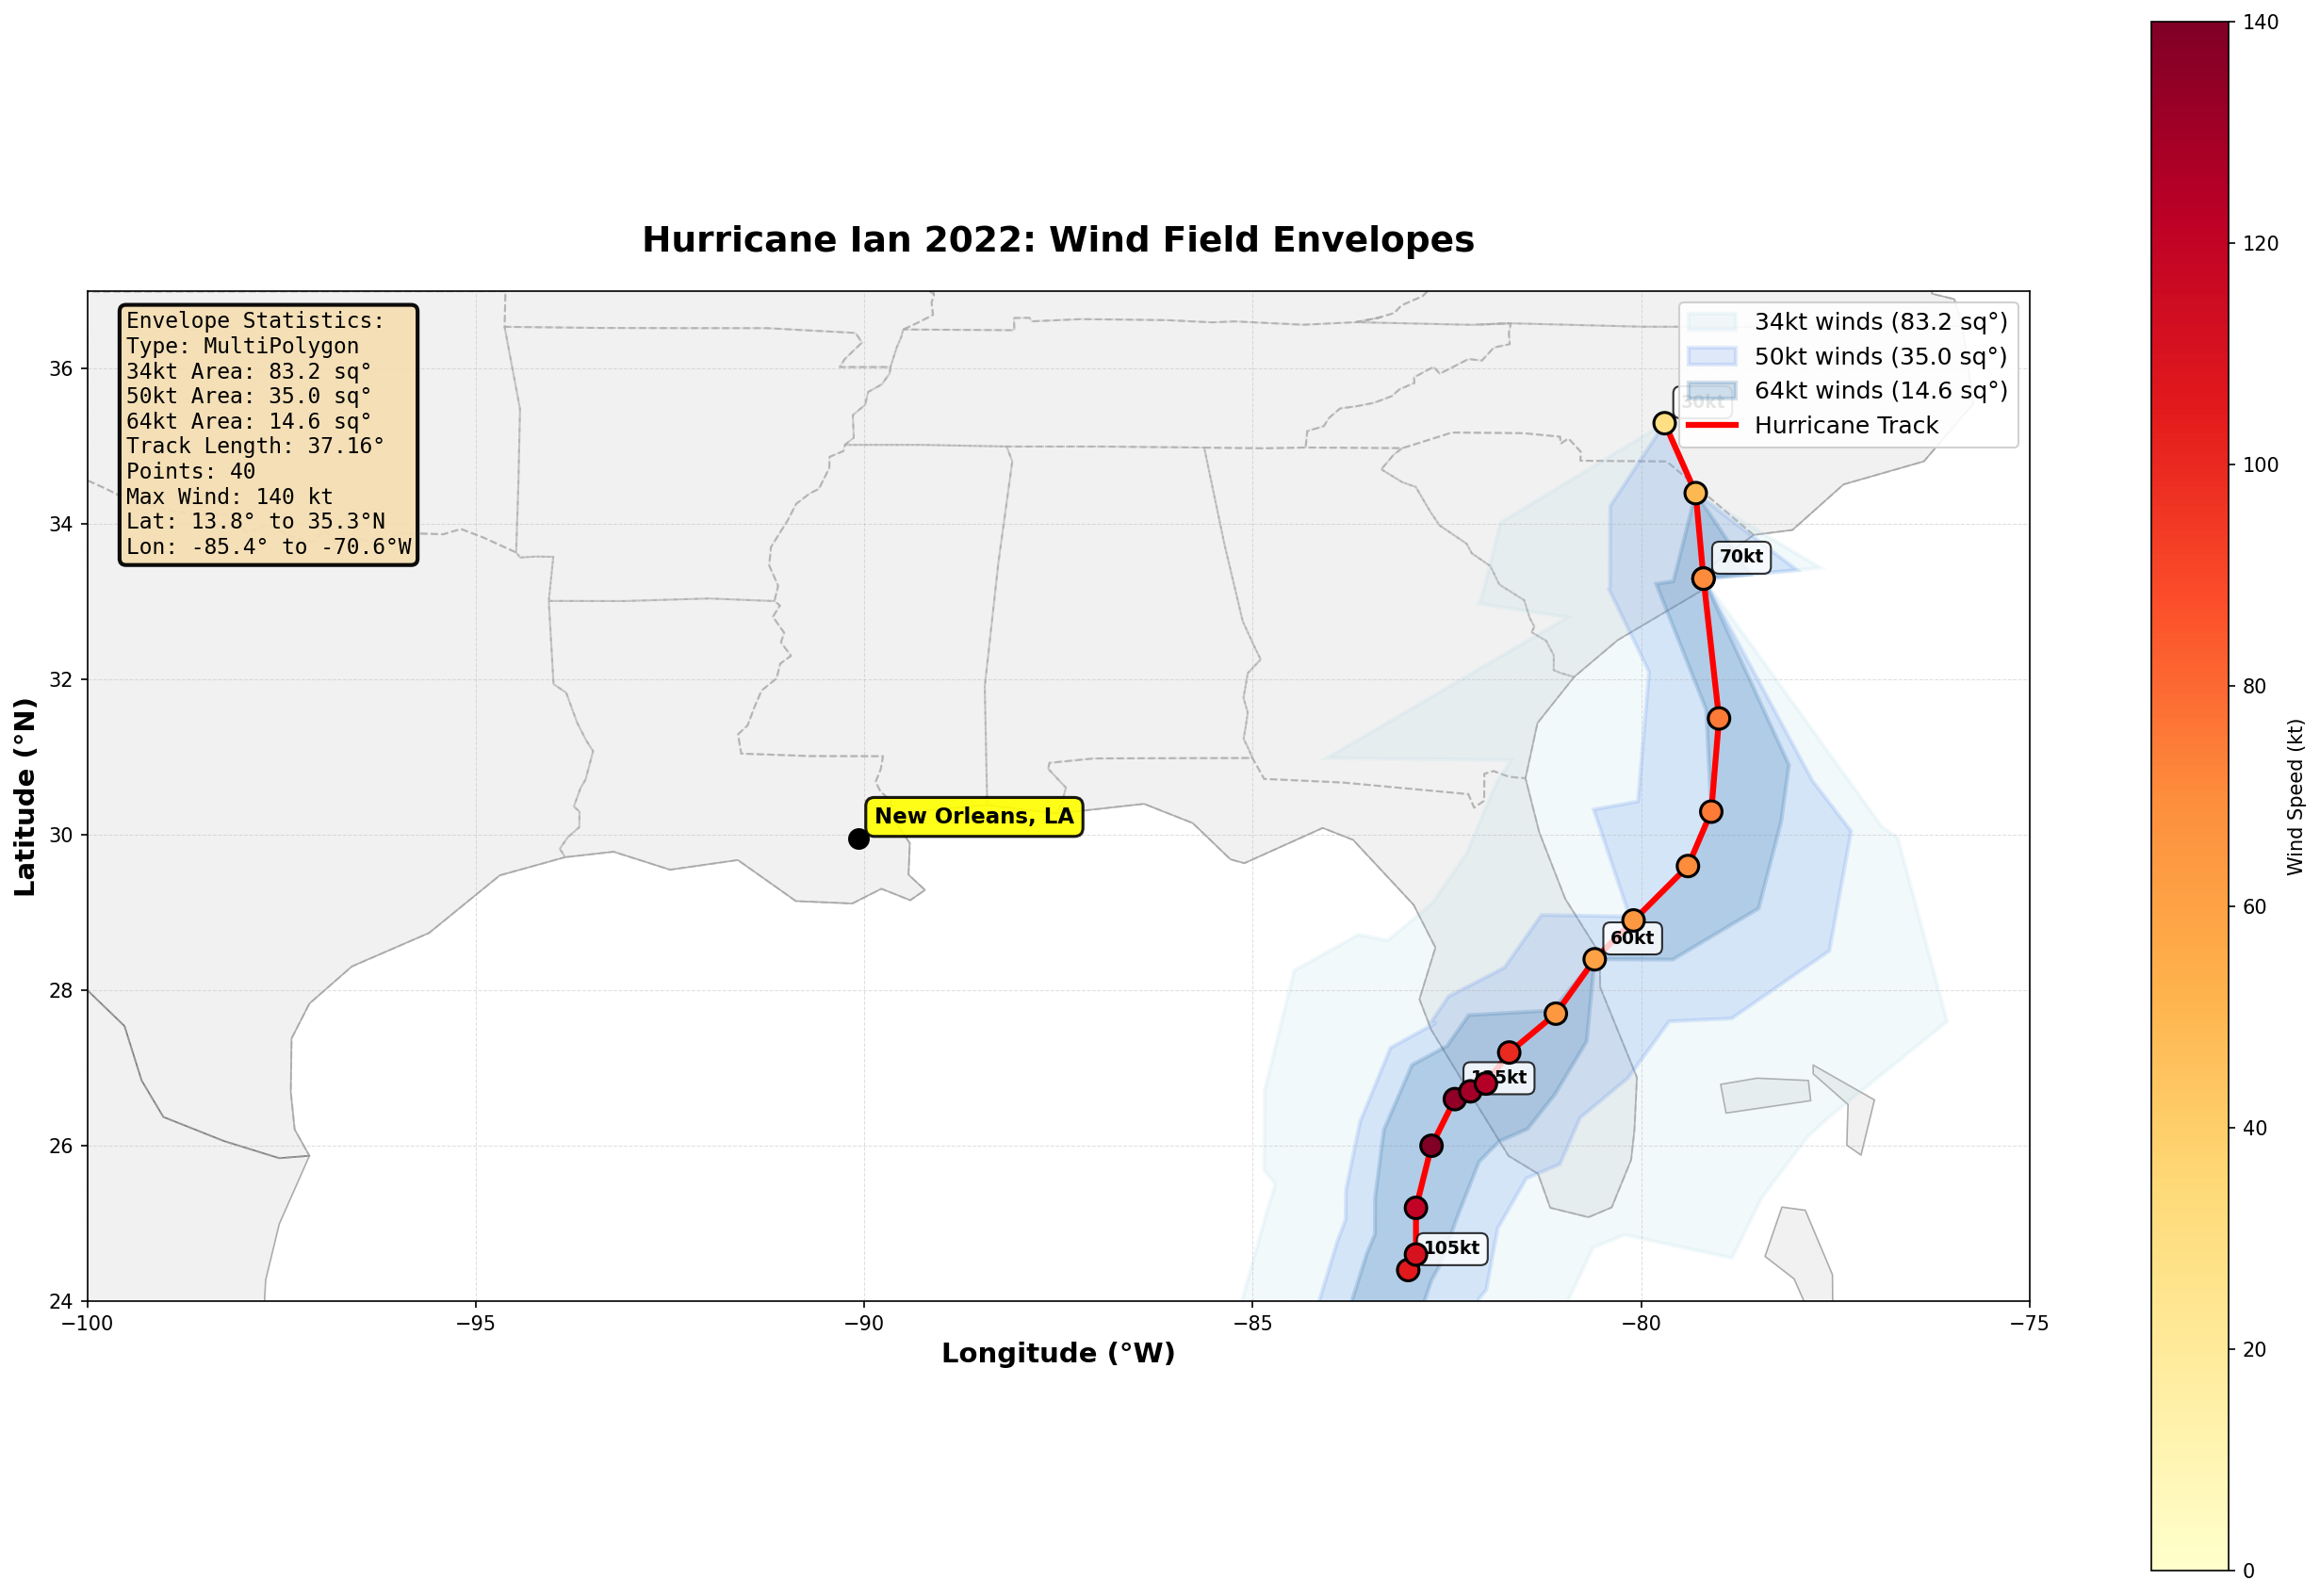 Hurricane Ian 2022: Wind Field Envelopes
Envelope Statistics:
Type: MultiPolygon
34kt Area: 83.2 sq°
50kt Area: 35.0 sq°
64kt Area: 14.6 sq°
Track Length: 37.16°
Points: 40
Max Wind: 140 kt
Lat: 13.8° to 35.3°N
Lon: -85.4° to -70.6°W
34kt winds (83.2 sq°)
50kt winds (35.0 sq°)
64kt winds (14.6 sq°)
Hurricane Track
30kt
70kt
New Orleans, LA
60kt
105kt
36
34
32
30
28
26
24
Latitude (°N)
−100
−95
−90
−85
−80
−75
Longitude (°W)
140
120
100
80
60
40
20
0
Wind Speed (kt)